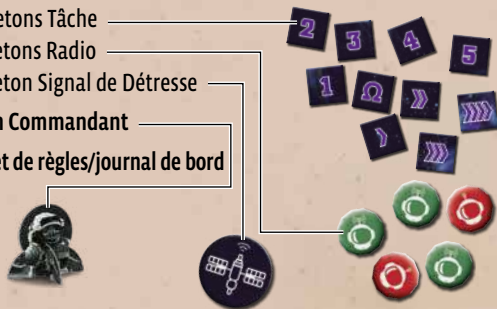 etons Tâche
etons Radio
eton Signal de Détresse
n Commandant
et de règles/journal de bord
2
3
4
5
1
Ω